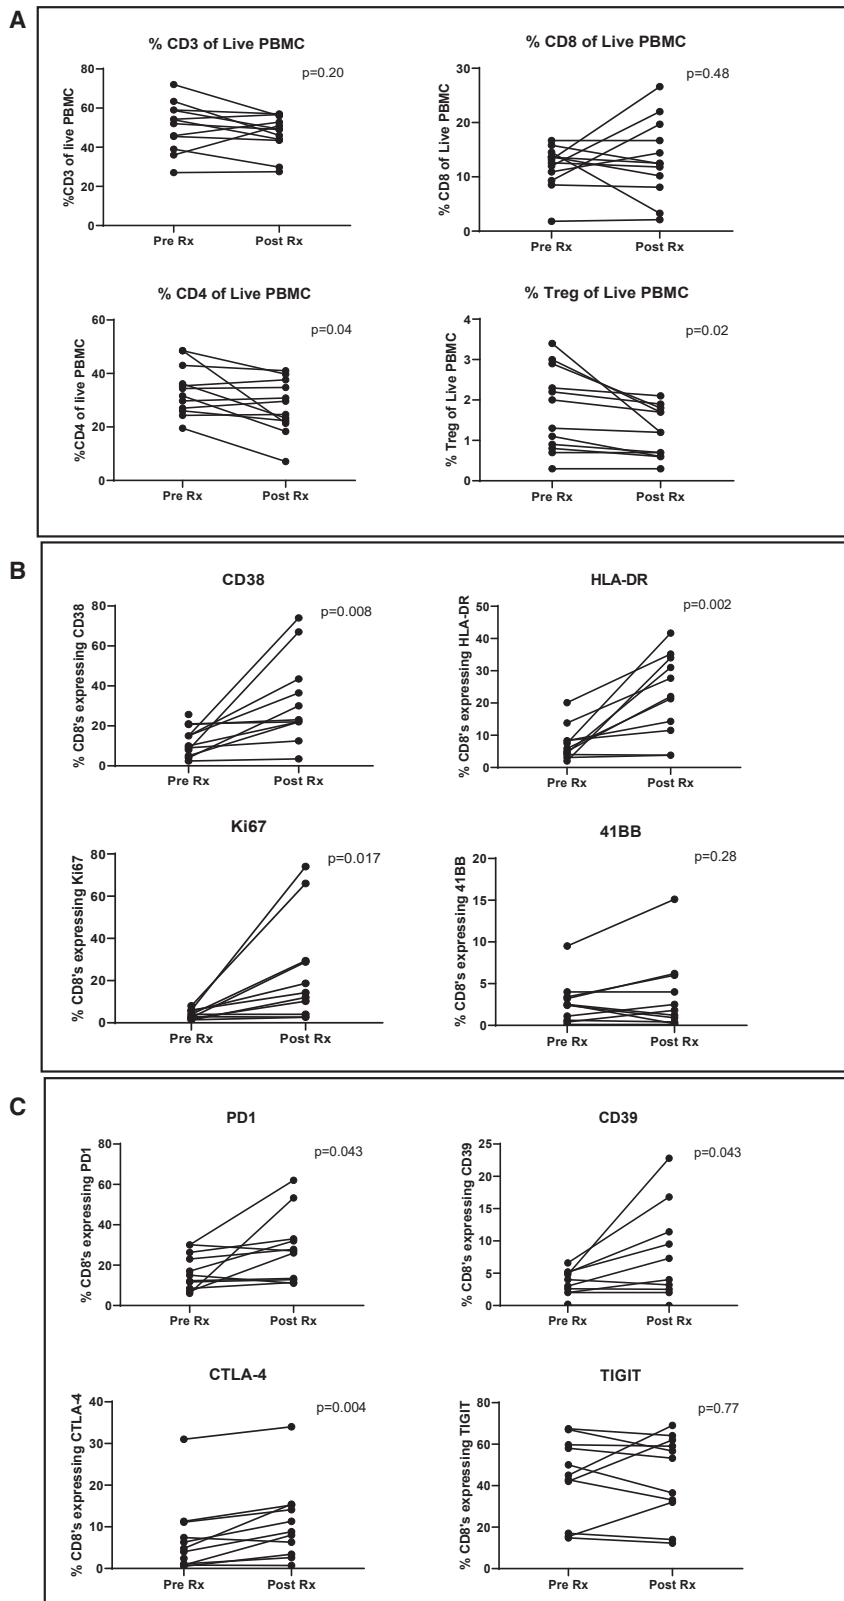 A
% CD3 of Live PBMC
p=0.20
%CD3 of live PBMC
80
60
40
20
0
Pre Rx Post Rx
% CD8 of Live PBMC
p=0.48
% CD8 of Live PBMC
30
20
10
0
Pre Rx Post Rx
% CD4 of Live PBMC
p=0.04
%CD4 of live PBMC
60
40
20
0
Pre Rx Post Rx
% Treg of Live PBMC
p=0.02
% Treg of Live PBMC
4
3
2
1
0
Pre Rx Post Rx
B
CD38
p=0.008
% CD8's expressing CD38
80
60
40
20
0
Pre Rx Post Rx
HLA-DR
p=0.002
% CD8's expressing HLA-DR
50
40
30
20
10
0
Pre Rx Post Rx
Ki67
p=0.017
% CD8's expressing Ki67
80
60
40
20
0
Pre Rx Post Rx
41BB
p=0.28
% CD8's expressing 41BB
20
15
10
5
0
Pre Rx Post Rx
C
PD1
p=0.043
% CD8's expressing PD1
80
60
40
20
0
Pre Rx Post Rx
CD39
p=0.043
% CD8's expressing CD39
25
20
15
10
5
0
Pre Rx Post Rx
CTLA-4
p=0.004
% CD8's expressing CTLA-4
40
30
20
10
0
Pre Rx Post Rx
TIGIT
p=0.77
% CD8's expressing TIGIT
80
60
40
20
0
Pre Rx Post Rx